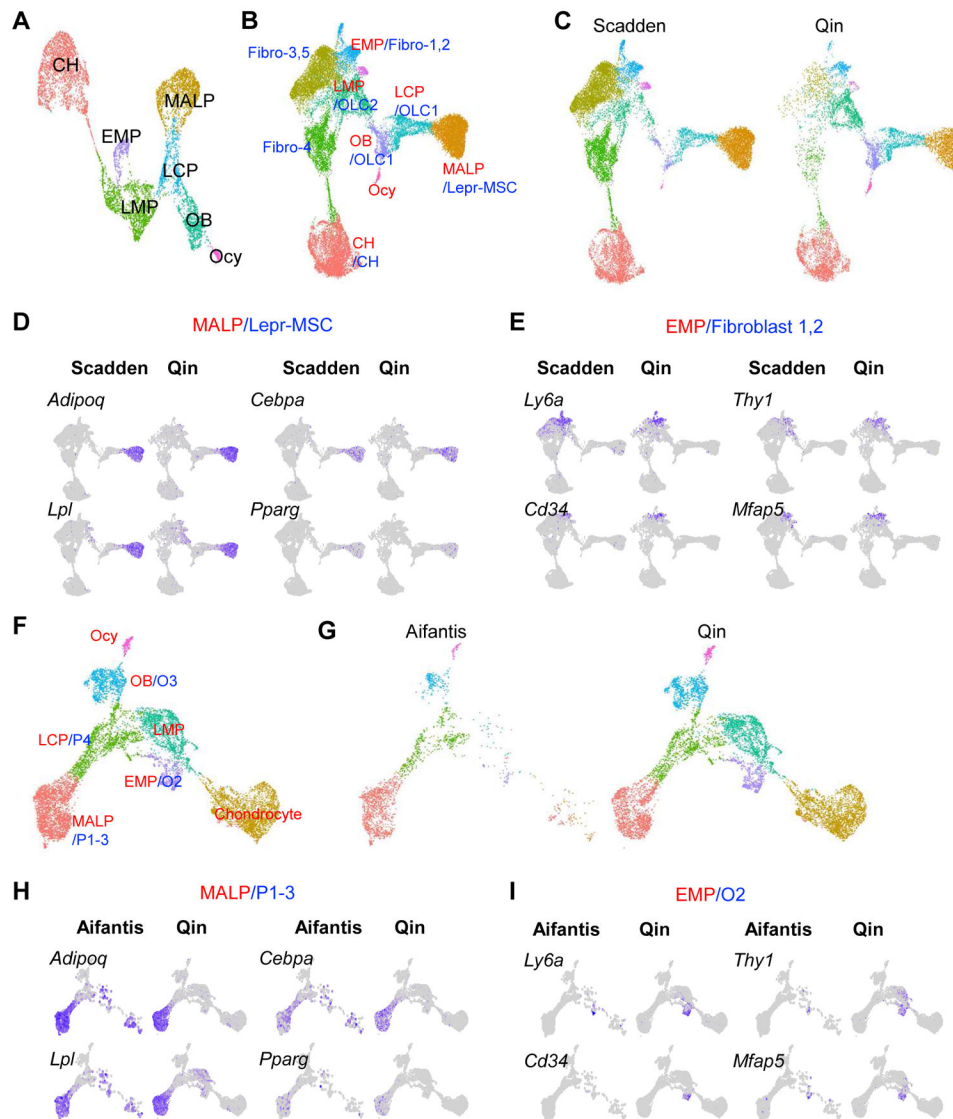 A
CH
MALP
EMP
LCP
LMP
OB
Ocy
B
EMP/Fibro-1,2
Fibro-3,5
LMP
/OLC2
LCP
/OLC1
OB
/OLC1
Fibro-4
Ocy
MALP
/Lepr-MSC
CH
/CH
C
Scadden
Qin
D
MALP/Lepr-MSC
Scadden Qin Scadden Qin
Adipoq Cebpa
Lpl Pparg
E
EMP/Fibroblast 1,2
Scadden Qin Scadden Qin
Ly6a Thy1
Cd34 Mfap5
F
Ocy
OB/O3
LMP
LCP/P4
EMP/O2
MALP
/P1-3
Chondrocyte
G
Aifantis
Qin
H
MALP/P1-3
Aifantis Qin Aifantis Qin
Adipoq Cebpa
Lpl Pparg
I
EMP/O2
Aifantis Qin Aifantis Qin
Ly6a Thy1
Cd34 Mfap5